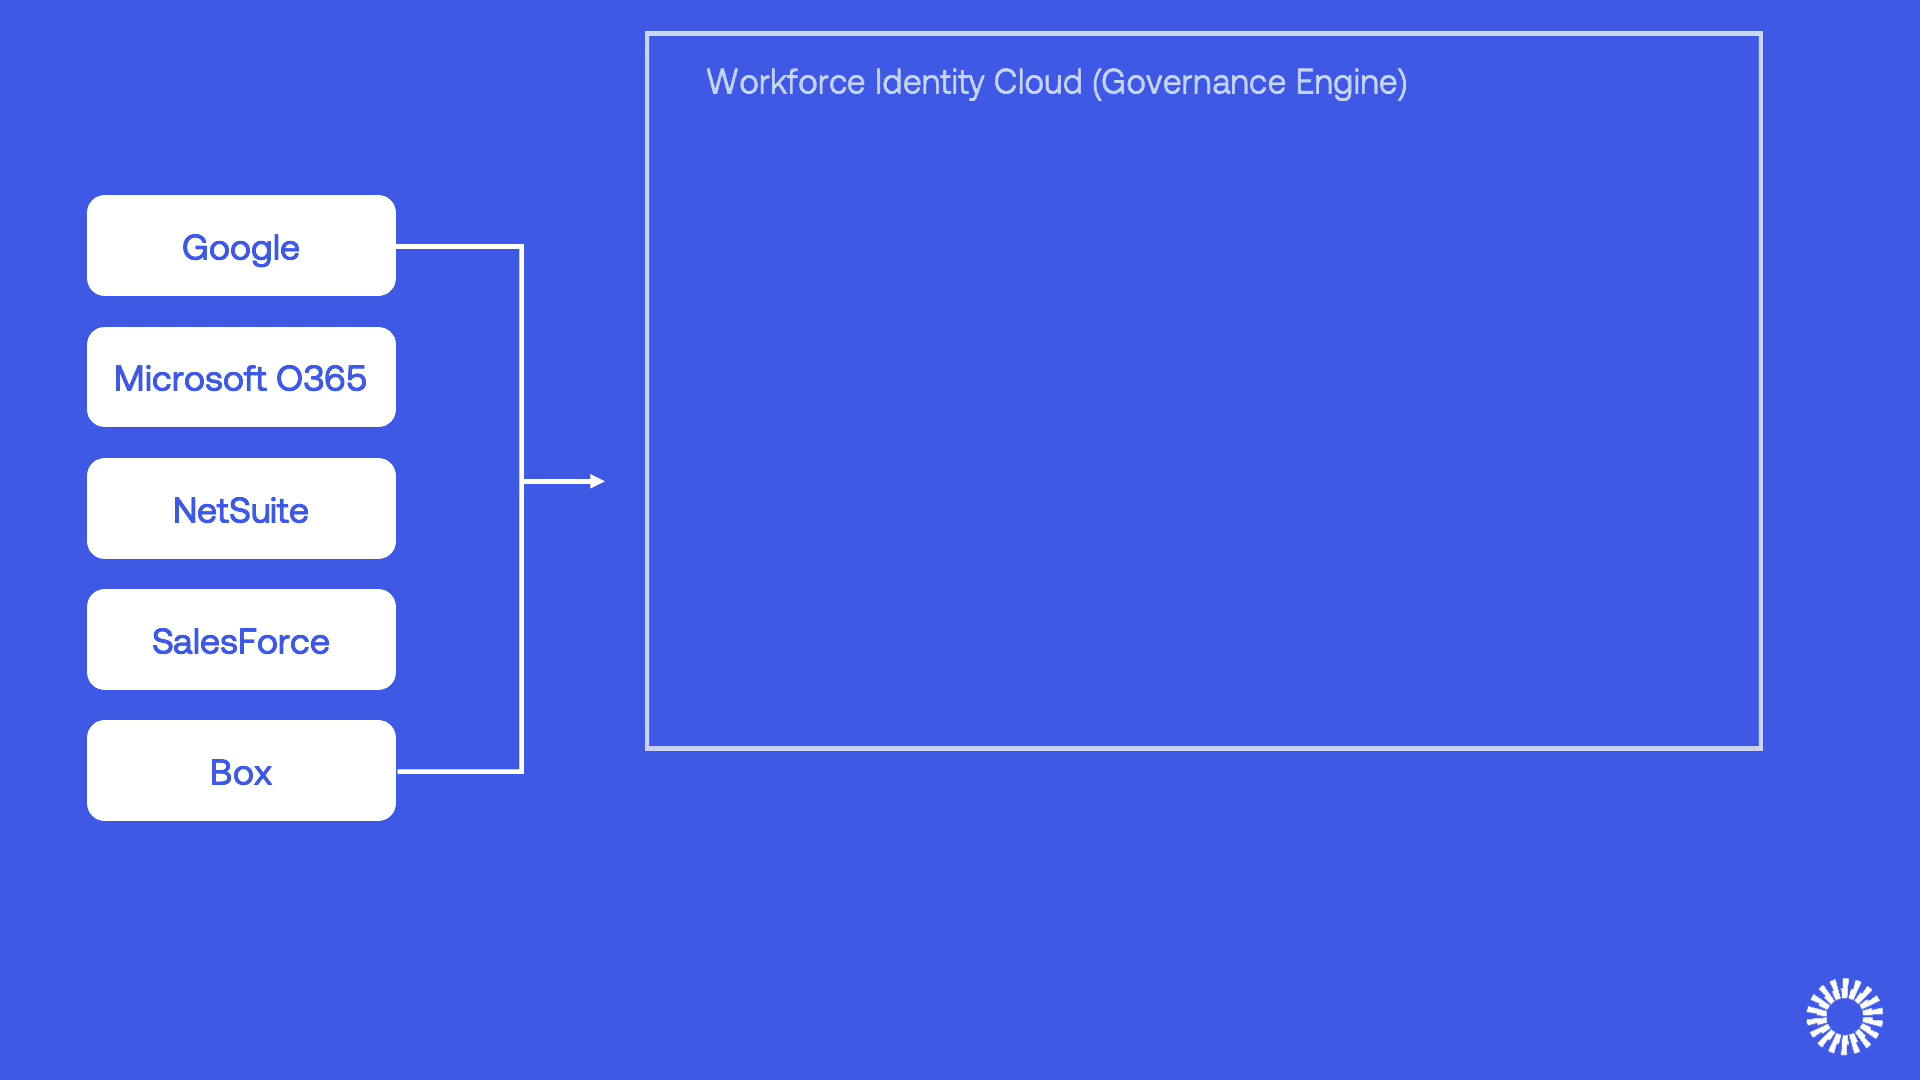 Workforce Identity Cloud (Governance Engine)
Google
Microsoft O365
NetSuite
SalesForce
Box